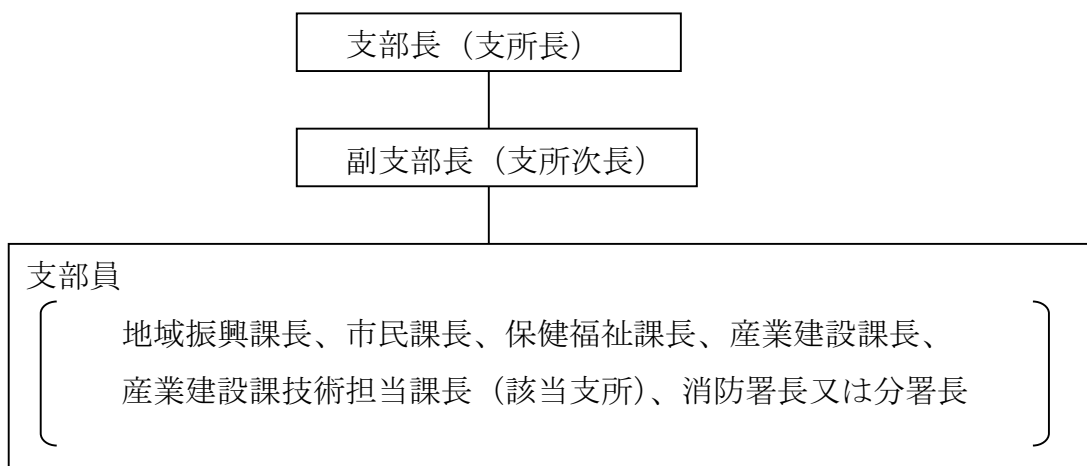 支部長（支所長）
副支部長（支所次長）
支部員
地域振興課長、市民課長、保健福祉課長、産業建設課長、
産業建設課技術担当課長（該当支所）、消防署長又は分署長